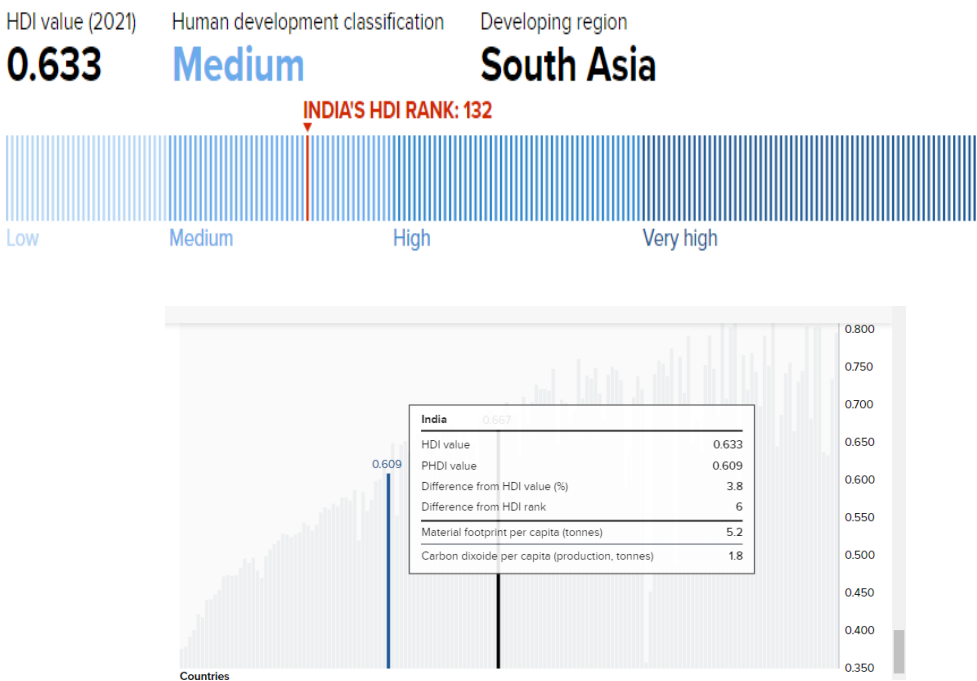 HDI value (2021) Human development classification Developing region
0.633 Medium South Asia
INDIA'S HDI RANK: 132
Low Medium High Very high
0.800
0.750
0.700
0.650
0.600
0.550
0.500
0.450
0.400
0.350
0.609
0.667
India
HDI value 0.633
PHDI value 0.609
Difference from HDI value (%) 3.8
Difference from HDI rank 6
Material footprint per capita (tonnes) 5.2
Carbon dixoide per capita (production, tonnes) 1.8
Countries